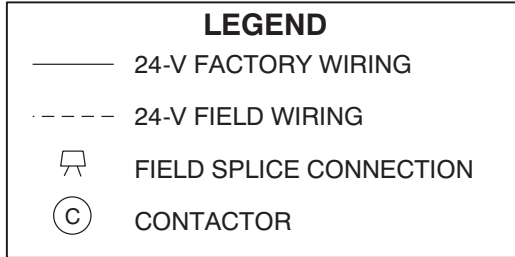 LEGEND
24-V FACTORY WIRING
24-V FIELD WIRING
FIELD SPLICE CONNECTION
C CONTACTOR